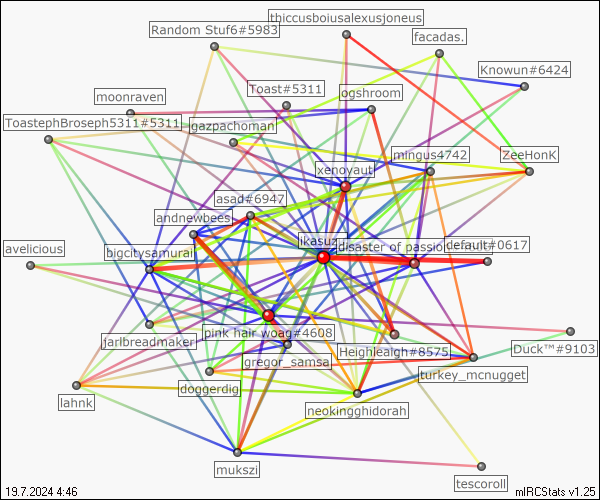 thiccusboiusalexusjoneus
Random Stuf6#5983
facadas.
Knowun#6424
Toast#5311
ogshroom
moonraven
ToastephBroseph5311#5311
gazpachoman
mingus4742
ZeeHonK
xenoyaut
asad#6947
andnewbees
ikasuz
disaster of passion
default#0617
avelicious
bigcitysamurai
jarlbreadmaker
pink hair woag#4608
gregor_samsa
Heighleaigh#8575
Duck™#9103
turkey_mcnugget
doggerdig
lahnk
neokingghidorah
mukszi
tescoroll
19.7.2024 4:46
mIRCStats v1.25